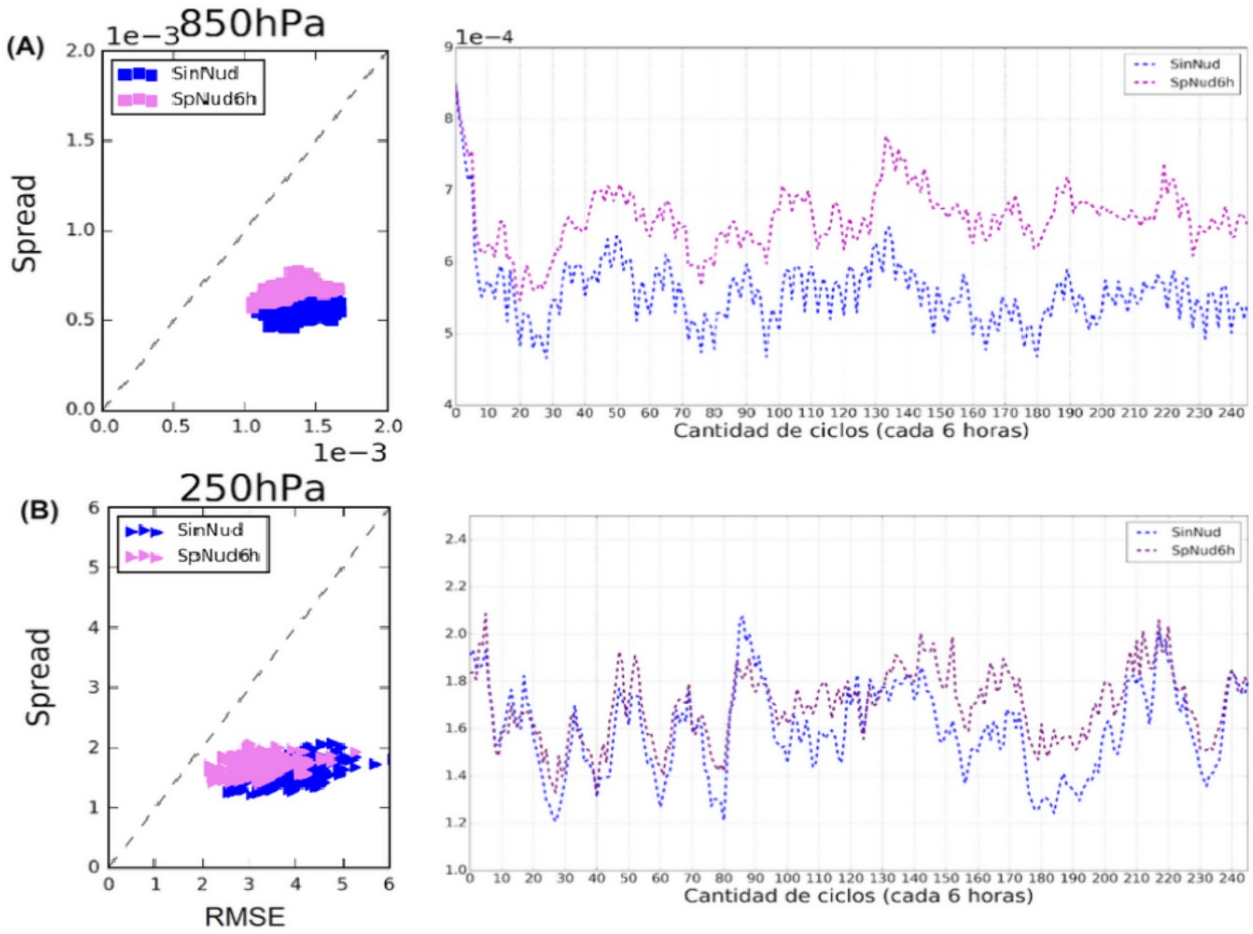 (A)
1e−3 850hPa
2.0
1.5
1.0
0.5
0.0
Spread
SinNud
SpNud6h
0.0 0.5 1.0 1.5 2.0
1e−3
1e−4
9
8
7
6
5
4
SinNud
SpNud6h
0 10 20 30 40 50 60 70 80 90 100 110 120 130 140 150 160 170 180 190 200 210 220 230 240
Cantidad de ciclos (cada 6 horas)
(B)
250hPa
6
5
4
3
2
1
0
Spread
SinNud
SpNud6h
0 1 2 3 4 5 6
RMSE
2.4
2.2
2.0
1.8
1.6
1.4
1.2
1.0
SinNud
SpNud6h
0 10 20 30 40 50 60 70 80 90 100 110 120 130 140 150 160 170 180 190 200 210 220 230 240
Cantidad de ciclos (cada 6 horas)